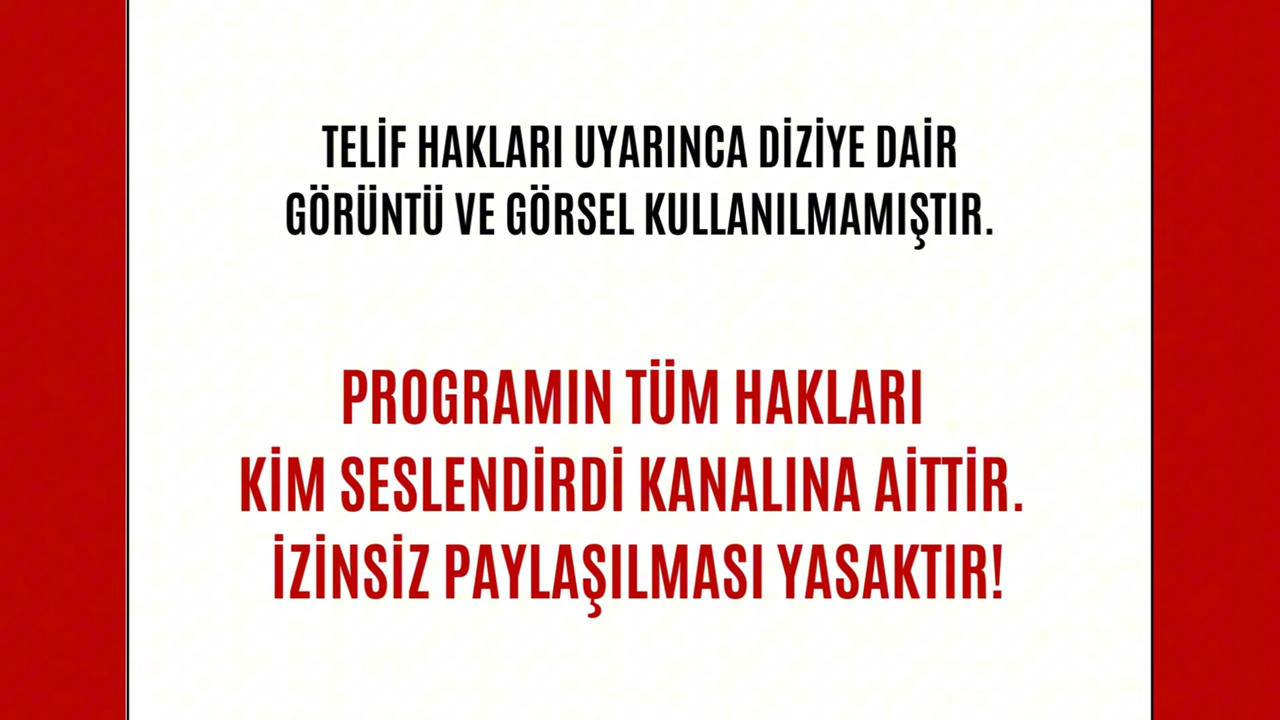 TELİF HAKLARI UYARINCA DİZİYE DAİR
GÖRÜNTÜ VE GÖRSEL KULLANILMAMIŞTIR.
PROGRAMIN TÜM HAKLARI
KİM SESLENDİRDİ KANALINA AİTTİR.
İZİNSİZ PAYLAŞILMASI YASAKTIR!